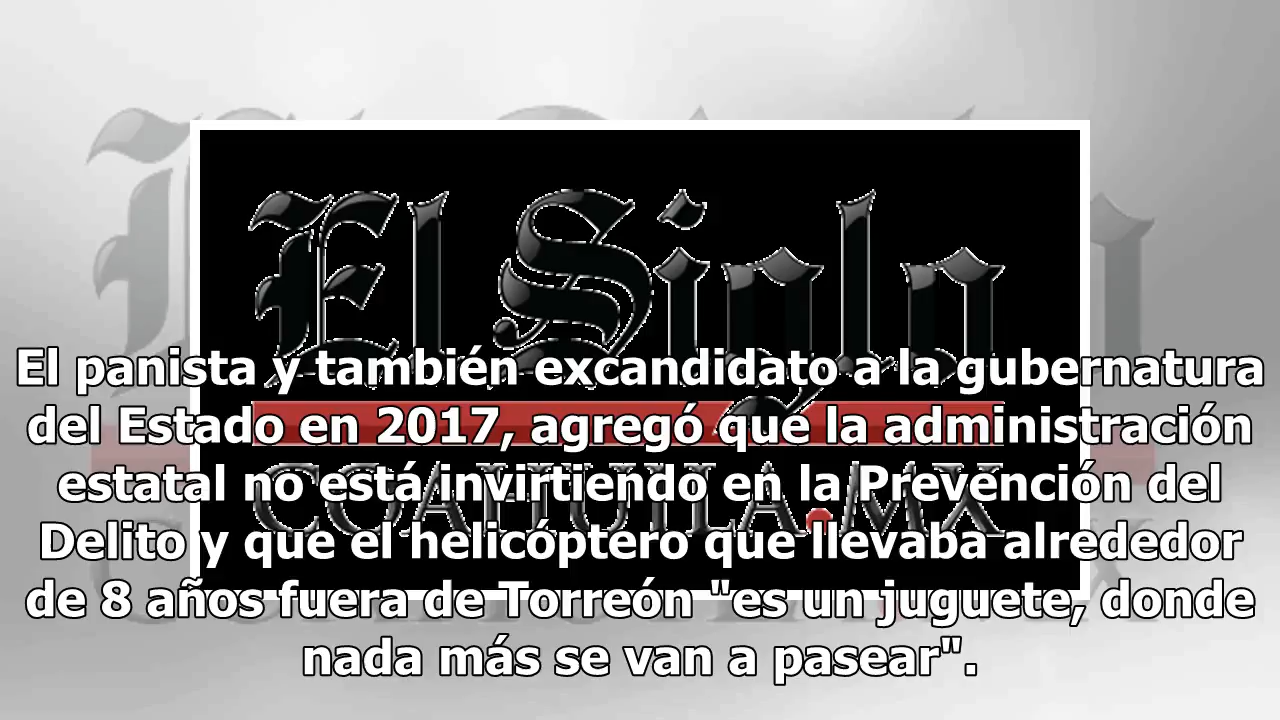 El Siglo
COAHUILA.MX
El panista y también excandidato a la gubernatura
del Estado en 2017, agregó que la administración
estatal no está invirtiendo en la Prevención del
Delito y que el helicóptero que llevaba alrededor
de 8 años fuera de Torreón "es un juguete, donde
nada más se van a pasear".